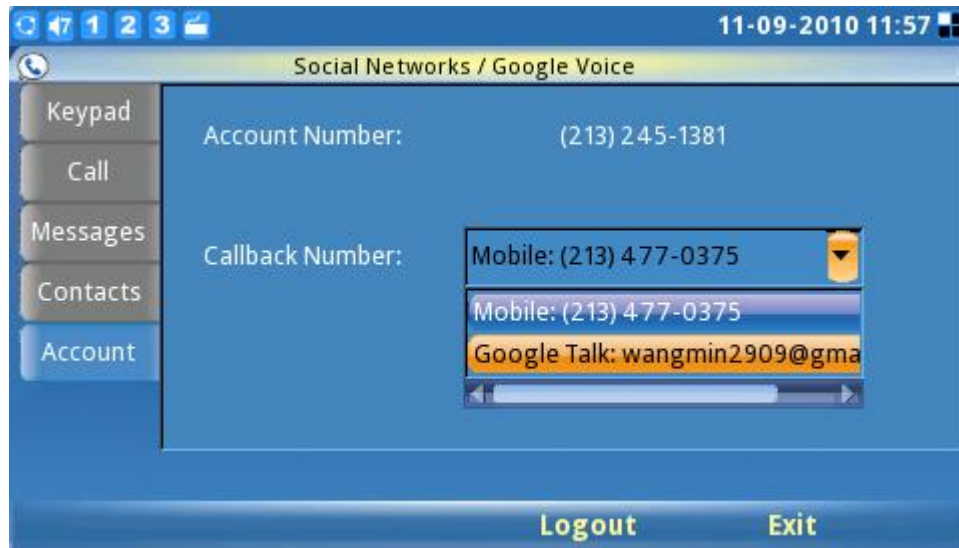 7 1 2 3 11-09-2010 11:57
Social Networks / Google Voice
Keypad
Account Number: (213) 245-1381
Call
Messages
Callback Number: Mobile: (213) 477-0375
Contacts
Mobile: (213) 477-0375
Account
Google Talk: wangmin2909@gma
Logout Exit